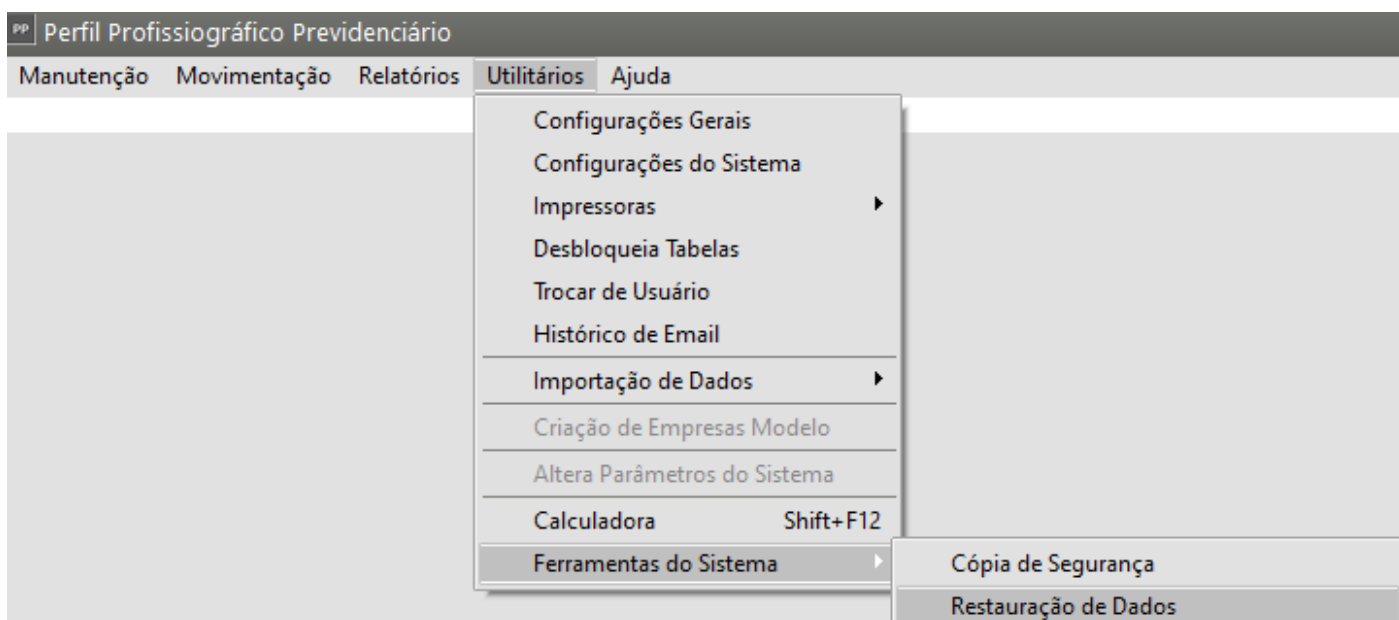 PP Perfil Profissiográfico Previdenciário
Manutenção Movimentação Relatórios Utilitários Ajuda
Configurações Gerais
Configurações do Sistema
Impressoras
Desbloqueia Tabelas
Trocar de Usuário
Histórico de Email
Importação de Dados
Criação de Empresas Modelo
Altera Parâmetros do Sistema
Calculadora Shift+F12
Ferramentas do Sistema
Cópia de Segurança
Restauração de Dados